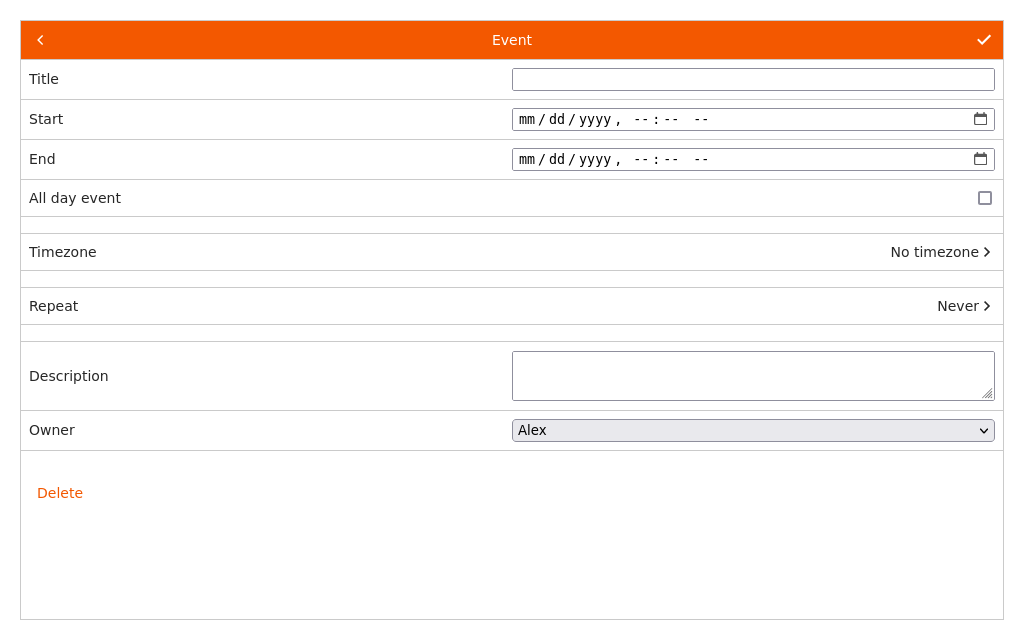 Event
Title
Start mm/dd/yyyy, --:-- --
End mm/dd/yyyy, --:-- --
All day event
Timezone No timezone
Repeat Never
Description
Owner Alex
Delete